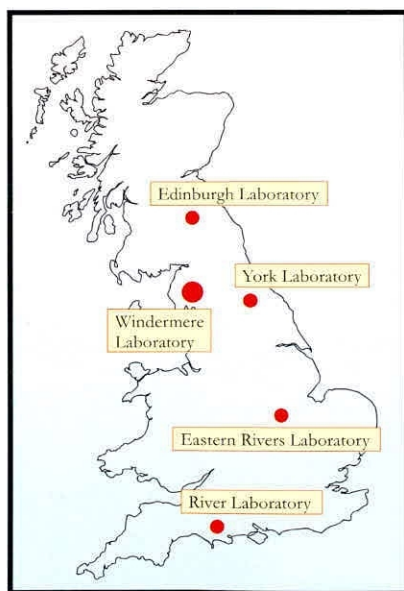 Edinburgh Laboratory
York Laboratory
Windermere
Laboratory
Eastern Rivers Laboratory
River Laboratory